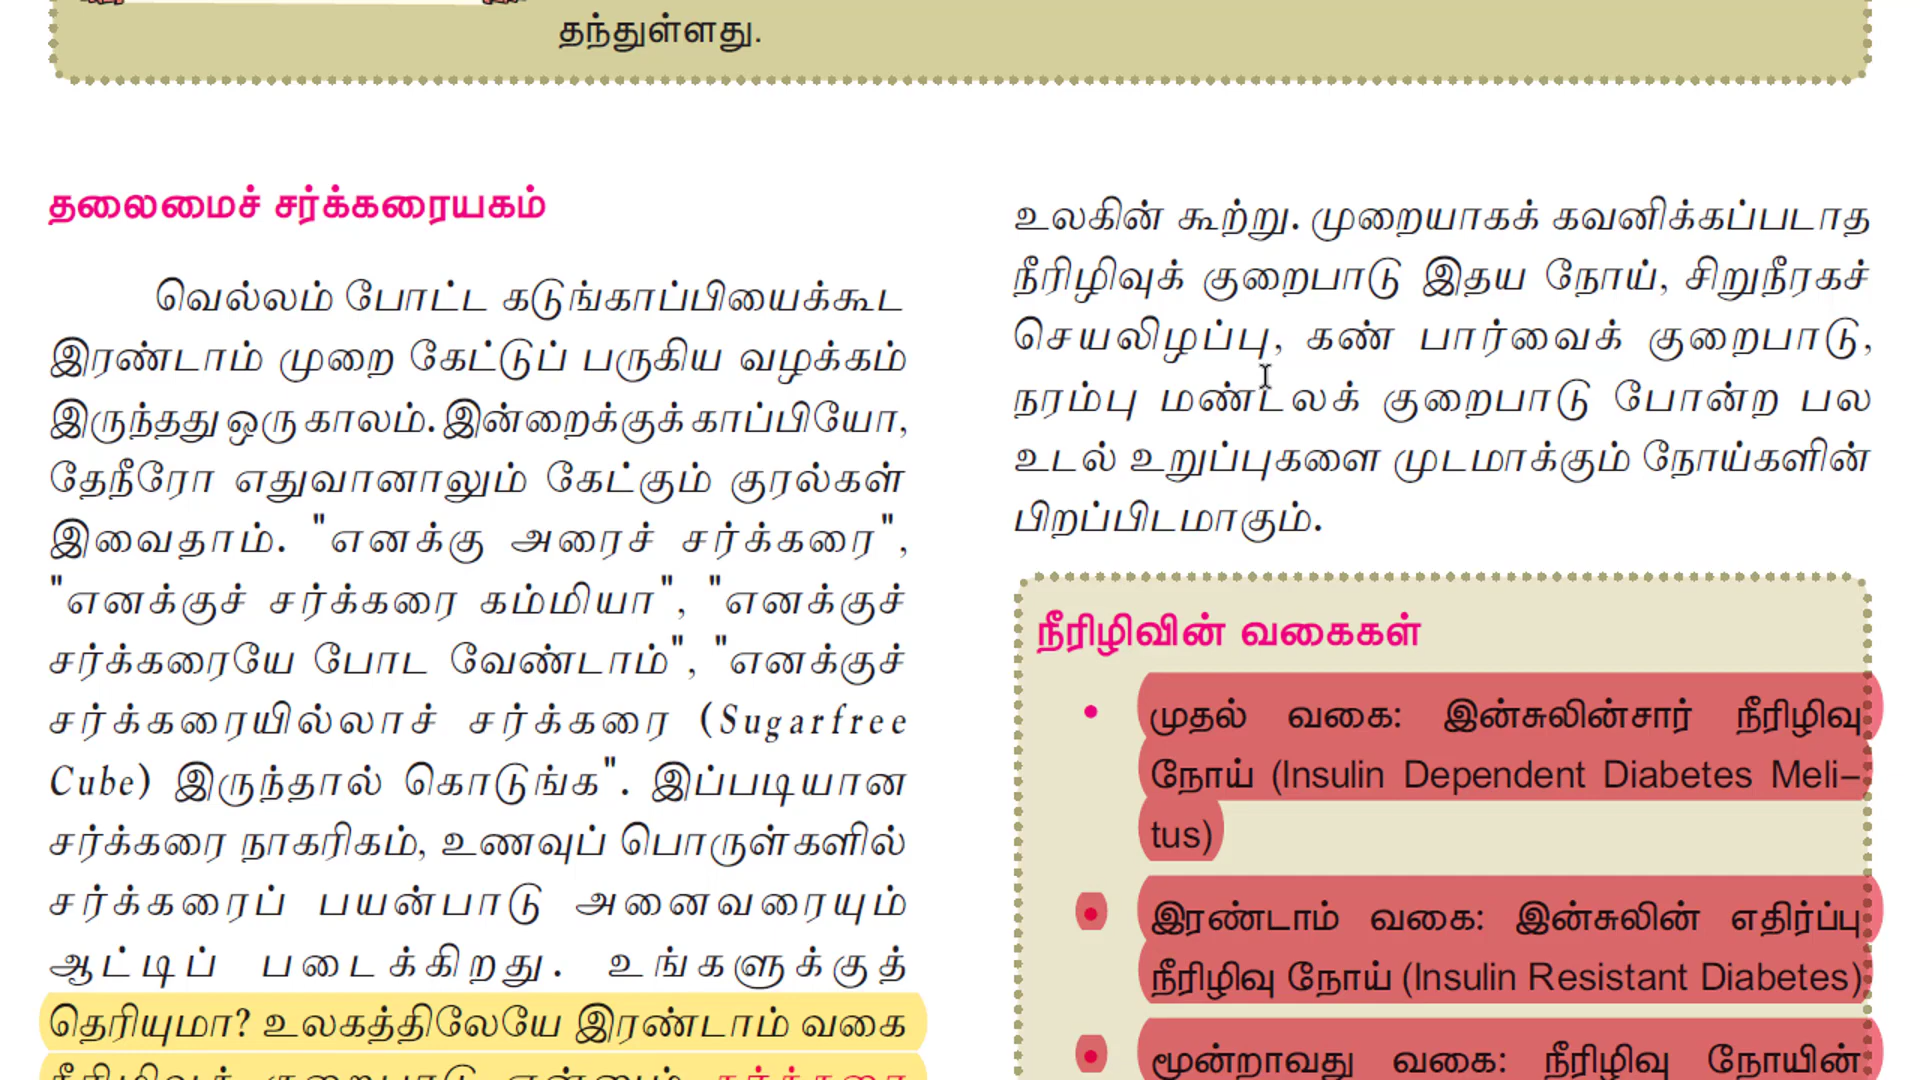 தந்துள்ளது.
தலைமைச் சர்க்கரையகம்
வெல்லம் போட்ட கடுங்காப்பியைக்கூட
இரண்டாம் முறை கேட்டுப் பருகிய வழக்கம்
இருந்தது ஒரு காலம். இன்றைக்குக் காப்பியோ,
தேநீரோ எதுவானாலும் கேட்கும் குரல்கள்
இவைதாம். "எனக்கு அரைச் சர்க்கரை",
"எனக்குச் சர்க்கரை கம்மியா", "எனக்குச்
சர்க்கரையே போட வேண்டாம்", "எனக்குச்
சர்க்கரையில்லாச் சர்க்கரை (Sugarfree
Cube) இருந்தால் கொடுங்க". இப்படியான
சர்க்கரை நாகரிகம், உணவுப் பொருள்களில்
சர்க்கரைப் பயன்பாடு அனைவரையும்
ஆட்டிப் படைக்கிறது. உங்களுக்குத்
தெரியுமா? உலகத்திலேயே இரண்டாம் வகை
நீரிழிவுக் குறைபாடு என்னும் சர்க்கரை
உலகின் கூற்று. முறையாகக் கவனிக்கப்படாத
நீரிழிவுக் குறைபாடு இதய நோய், சிறுநீரகச்
செயலிழப்பு, கண் பார்வைக் குறைபாடு,
நரம்பு மண்டலக் குறைபாடு போன்ற பல
உடல் உறுப்புகளை முடமாக்கும் நோய்களின்
பிறப்பிடமாகும்.
நீரிழிவின் வகைகள்
• முதல் வகை: இன்சுலின்சார் நீரிழிவு
நோய் (Insulin Dependent Diabetes Meli–
tus)
• இரண்டாம் வகை: இன்சுலின் எதிர்ப்பு
நீரிழிவு நோய் (Insulin Resistant Diabetes)
• மூன்றாவது வகை: நீரிழிவு நோயின்